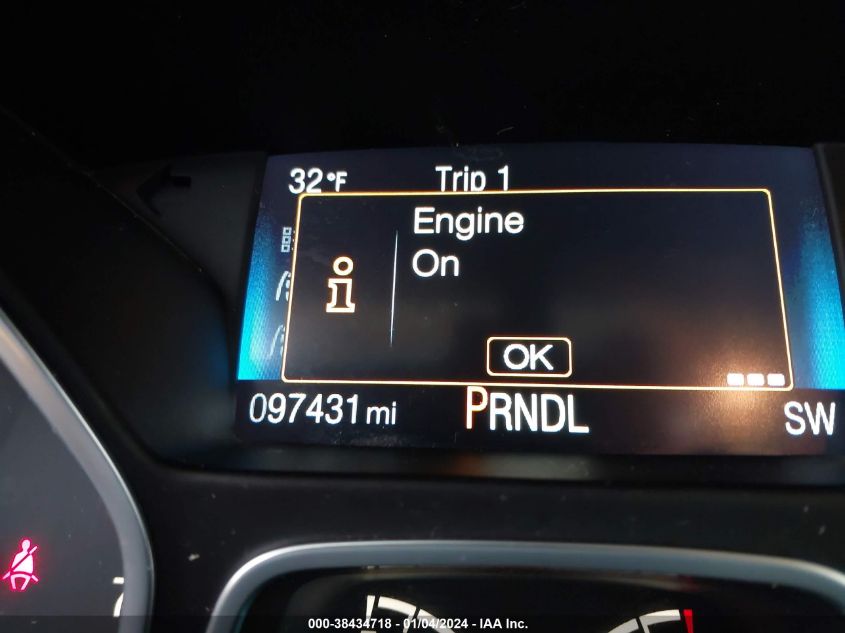 32°F Trip 1
Engine
On
OK
097431 mi PRNDL SW
000-38434718 - 01/04/2024 - IAA Inc.